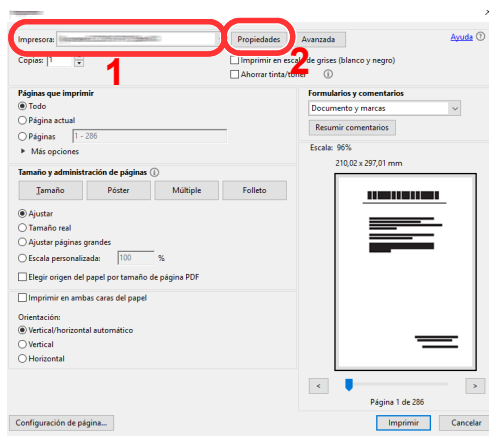 Impresora:
Propiedades
Avanzada
Ayuda
Copias: 1
Imprimir en escala de grises (blanco y negro)
Ahorrar tinta/tóner
1
2
Páginas que imprimir
Todo
Página actual
Páginas 1 - 286
Más opciones
Formularios y comentarios
Documento y marcas
Resumir comentarios
Escala: 96%
210,02 x 297,01 mm
Tamaño y administración de páginas
Tamaño Póster Múltiple Folleto
Ajustar
Tamaño real
Ajustar páginas grandes
Escala personalizada: 100 %
Elegir origen del papel por tamaño de página PDF
Imprimir en ambas caras del papel
Orientación:
Vertical/horizontal automático
Vertical
Horizontal
< >
Página 1 de 286
Configuración de página...
Imprimir Cancelar